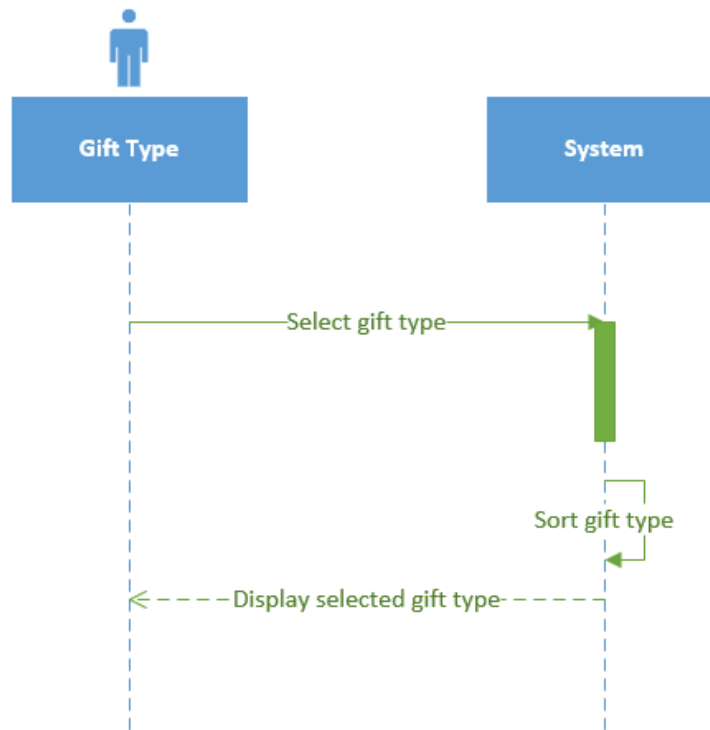 Gift Type
System
Select gift type
Sort gift type
Display selected gift type